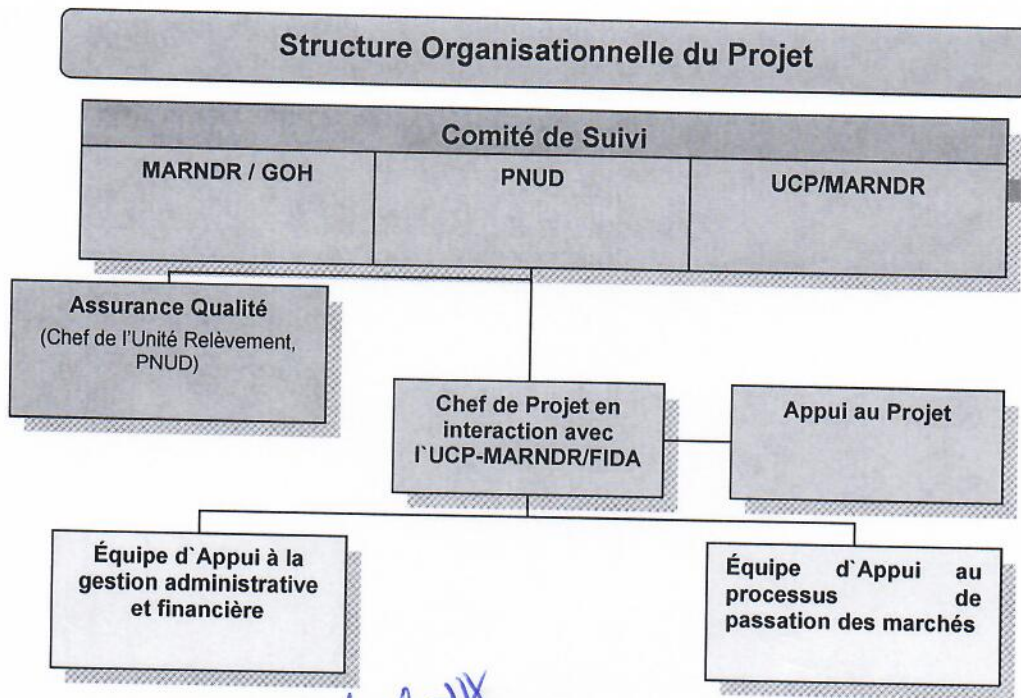 Structure Organisationnelle du Projet
Comité de Suivi
MARNDR / GOH
PNUD
UCP/MARNDR
Assurance Qualité
(Chef de l'Unité Relèvement,
PNUD)
Chef de Projet en
interaction avec
l`UCP-MARNDR/FIDA
Appui au Projet
Équipe d`Appui à la
gestion administrative
et financière
Équipe d`Appui au
processus de
passation des marchés